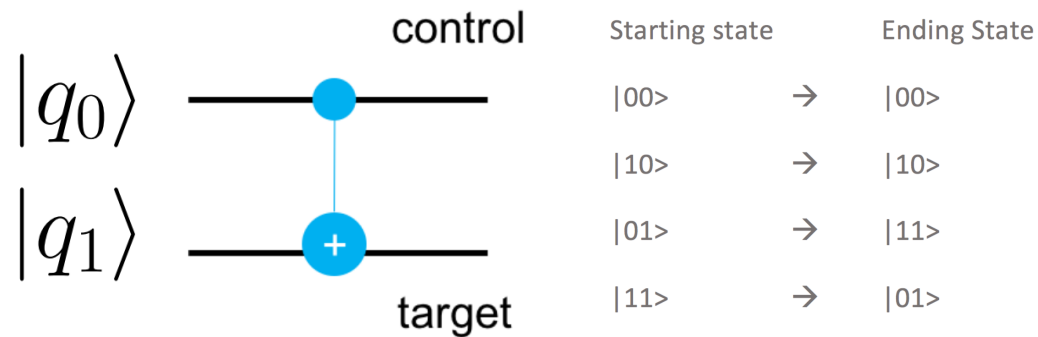 control
|q₀⟩
|q₁⟩
+
target
Starting state Ending State
|00> → |00>
|10> → |10>
|01> → |11>
|11> → |01>